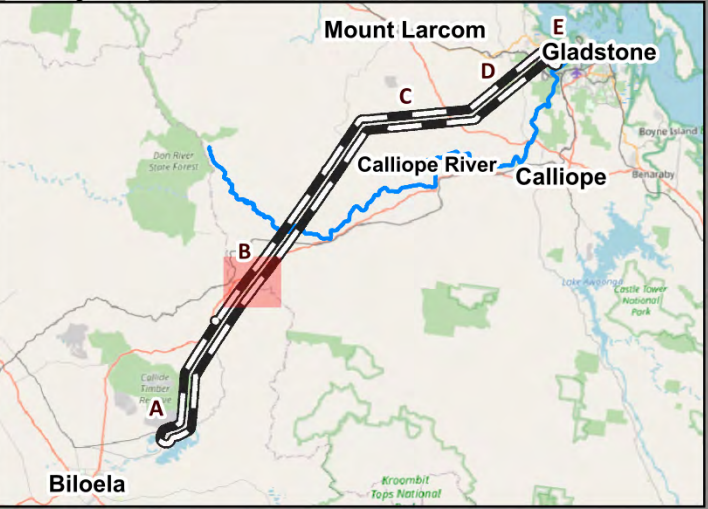 E
Mount Larcom
Gladstone
D
C
Boyne Island
Don River
State Forest
Calliope River
Calliope
Benaraby
B
Lake Awoonga
Castle Tower
National
Park
Callide
Timber
A
Biloela
Kroombit
Tops National